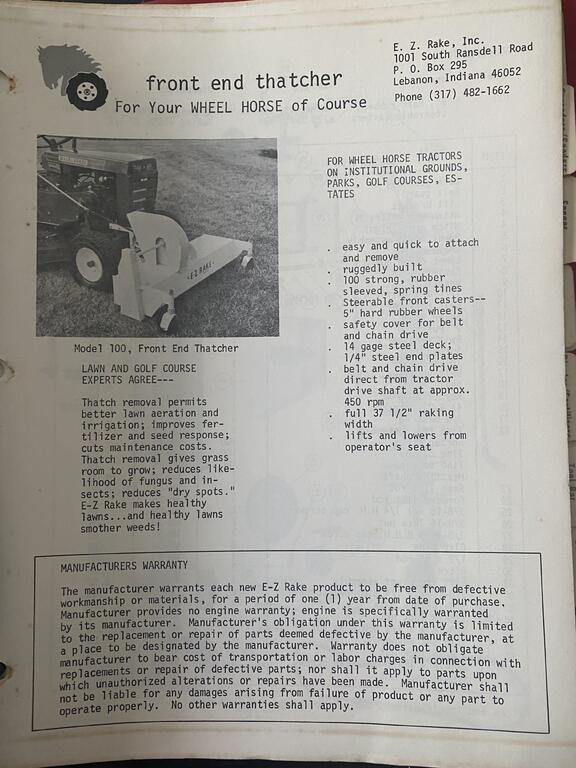 E. Z. Rake, Inc.
1001 South Ransdell Road
P. O. Box 295
Lebanon, Indiana 46052
Phone (317) 482-1662
front end thatcher
For Your WHEEL HORSE of Course
E-Z RAKE
Model 100, Front End Thatcher
LAWN AND GOLF COURSE
EXPERTS AGREE---
Thatch removal permits
better lawn aeration and
irrigation; improves fer-
tilizer and seed response;
cuts maintenance costs.
Thatch removal gives grass
room to grow; reduces like-
lihood of fungus and in-
sects; reduces "dry spots."
E-Z Rake makes healthy
lawns...and healthy lawns
smother weeds!
FOR WHEEL HORSE TRACTORS
ON INSTITUTIONAL GROUNDS,
PARKS, GOLF COURSES, ES-
TATES
. easy and quick to attach
and remove
. ruggedly built
. 100 strong, rubber
sleeved, spring tines
. Steerable front casters--
5" hard rubber wheels
. safety cover for belt
and chain drive
. 14 gage steel deck;
1/4" steel end plates
. belt and chain drive
direct from tractor
drive shaft at approx.
450 rpm
. full 37 1/2" raking
width
. lifts and lowers from
operator's seat
MANUFACTURERS WARRANTY
The manufacturer warrants each new E-Z Rake product to be free from defective
workmanship or materials, for a period of one (1) year from date of purchase.
Manufacturer provides no engine warranty; engine is specifically warranted
by its manufacturer. Manufacturer's obligation under this warranty is limited
to the replacement or repair of parts deemed defective by the manufacturer, at
a place to be designated by the manufacturer. Warranty does not obligate
manufacturer to bear cost of transportation or labor charges in connection with
replacements or repair of defective parts; nor shall it apply to parts upon
which unauthorized alterations or repairs have been made. Manufacturer shall
not be liable for any damages arising from failure of product or any part to
operate properly. No other warranties shall apply.